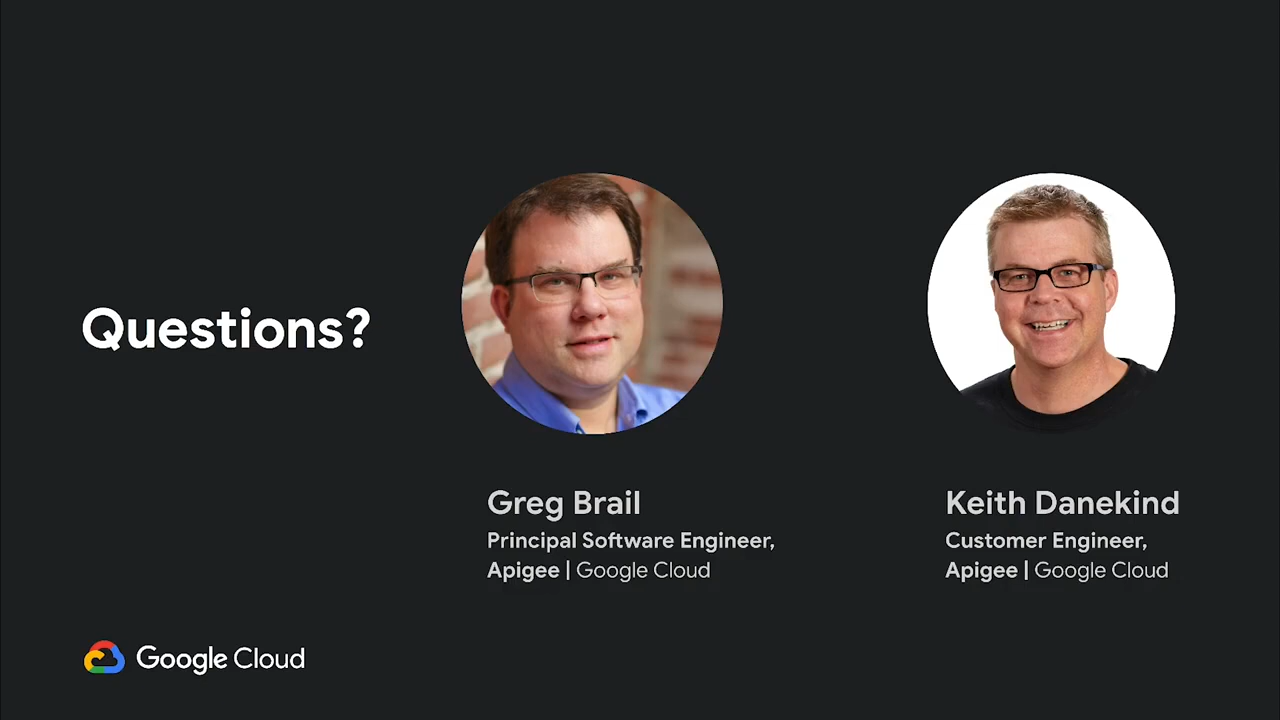 Questions?
Greg Brail
Principal Software Engineer,
Apigee | Google Cloud
Keith Danekind
Customer Engineer,
Apigee | Google Cloud
Google Cloud